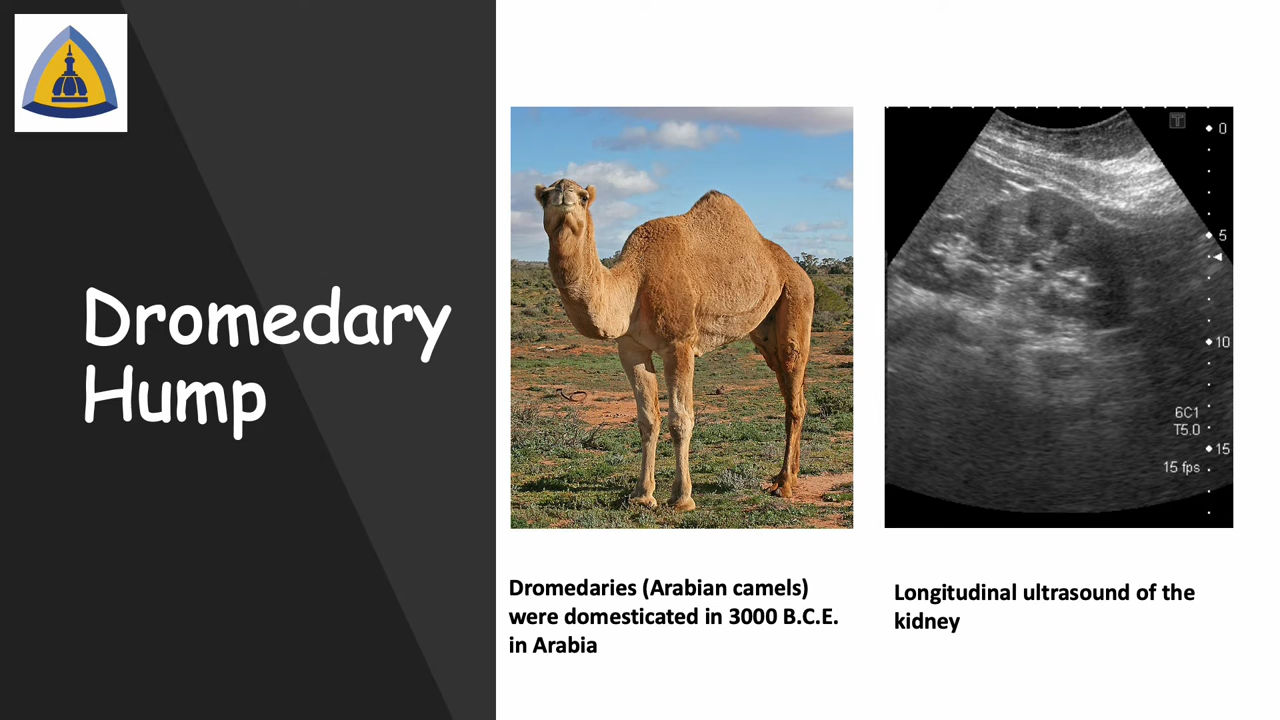 Dromedary
Hump
T
0
5
10
6C1
T5.0
15
15 fps
Dromedaries (Arabian camels)
were domesticated in 3000 B.C.E.
in Arabia
Longitudinal ultrasound of the
kidney